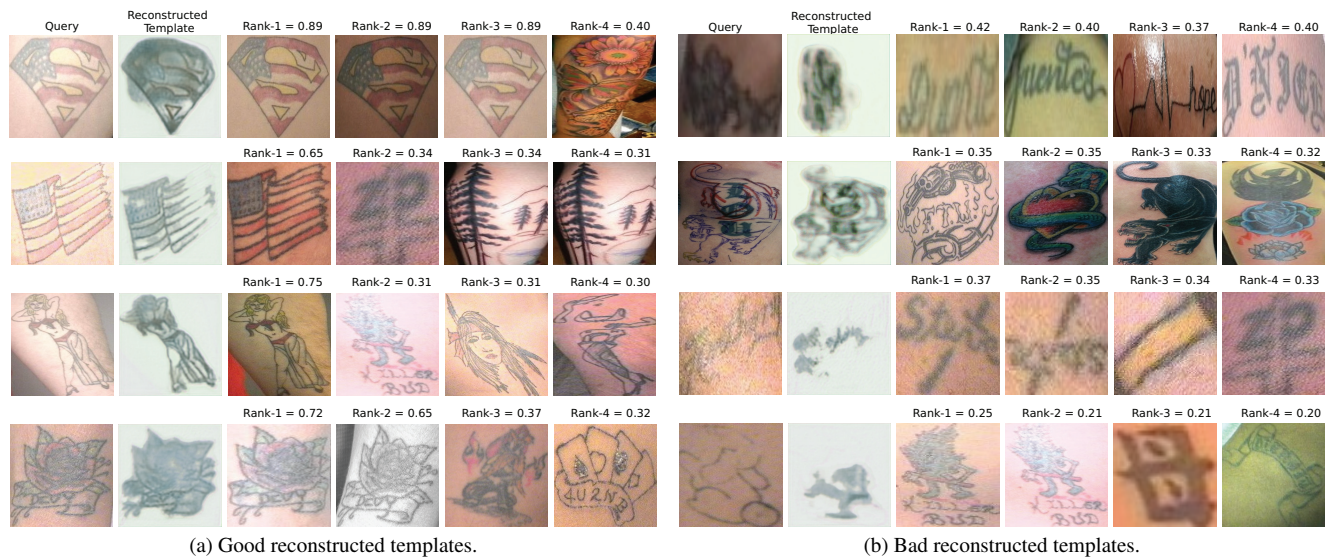 Query
Reconstructed
Template
Rank-1 = 0.89
Rank-2 = 0.89
Rank-3 = 0.89
Rank-4 = 0.40
Rank-1 = 0.65
Rank-2 = 0.34
Rank-3 = 0.34
Rank-4 = 0.31
Rank-1 = 0.75
Rank-2 = 0.31
Rank-3 = 0.31
Rank-4 = 0.30
BUD
Rank-1 = 0.72
Rank-2 = 0.65
Rank-3 = 0.37
Rank-4 = 0.32
4U2NV
(a) Good reconstructed templates.
Query
Reconstructed
Template
Rank-1 = 0.42
Rank-2 = 0.40
Rank-3 = 0.37
Rank-4 = 0.40
fuentes
hope
Rank-1 = 0.35
Rank-2 = 0.35
Rank-3 = 0.33
Rank-4 = 0.32
FTW
Rank-1 = 0.37
Rank-2 = 0.35
Rank-3 = 0.34
Rank-4 = 0.33
Rank-1 = 0.25
Rank-2 = 0.21
Rank-3 = 0.21
Rank-4 = 0.20
BUD
BUD
(b) Bad reconstructed templates.